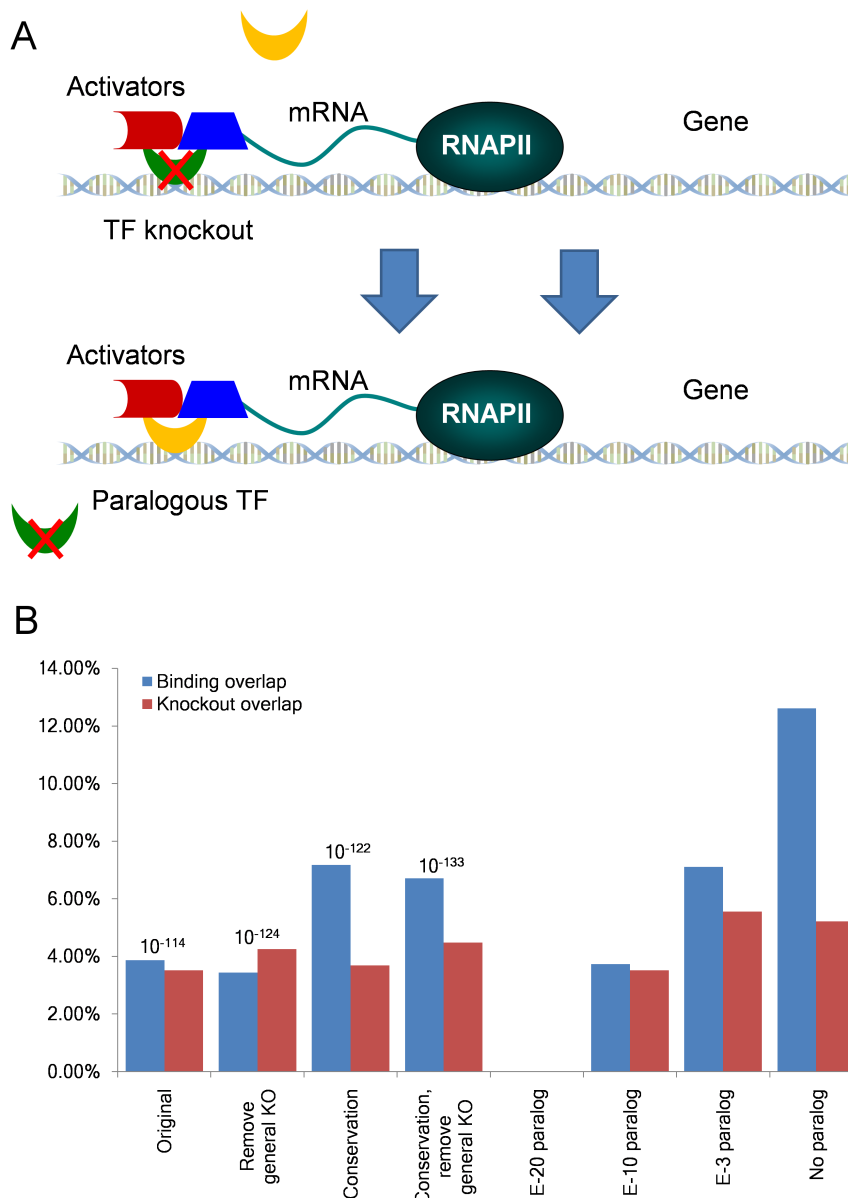 A
Activators
mRNA
RNAPII
Gene
TF knockout
Activators
mRNA
RNAPII
Gene
Paralogous TF
B
14.00%
12.00%
10.00%
8.00%
6.00%
4.00%
2.00%
0.00%
Binding overlap
Knockout overlap
10-114
10-124
10-122
10-133
Original
Remove
general KO
Conservation
Conservation,
remove
general KO
E-20 paralog
E-10 paralog
E-3 paralog
No paralog